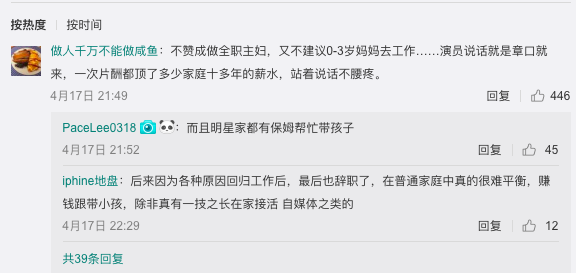 按热度 | 按时间
做人千万不能做咸鱼：不赞成做全职主妇，又不建议0-3岁妈妈去工作……演员说话就是章口就
来，一次片酬都顶了多少家庭十多年的薪水，站着说话不腰疼。
4月17日 21:49 回复 446
PaceLee0318：而且明星家都有保姆帮忙带孩子
4月17日 21:52 回复 45
iphine地盘：后来因为各种原因回归工作后，最后也辞职了，在普通家庭中真的很难平衡，赚
钱跟带小孩，除非真有一技之长在家接活 自媒体之类的
4月17日 22:29 回复 12
共39条回复